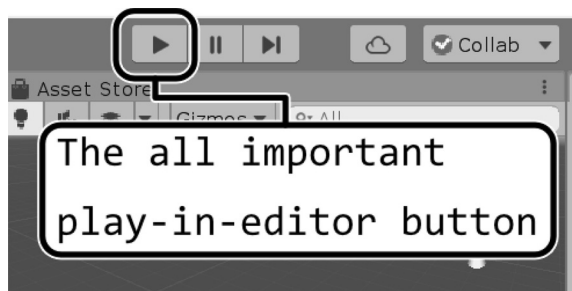 Collab
Asset Store
Gizmos
All
The all important
play-in-editor button